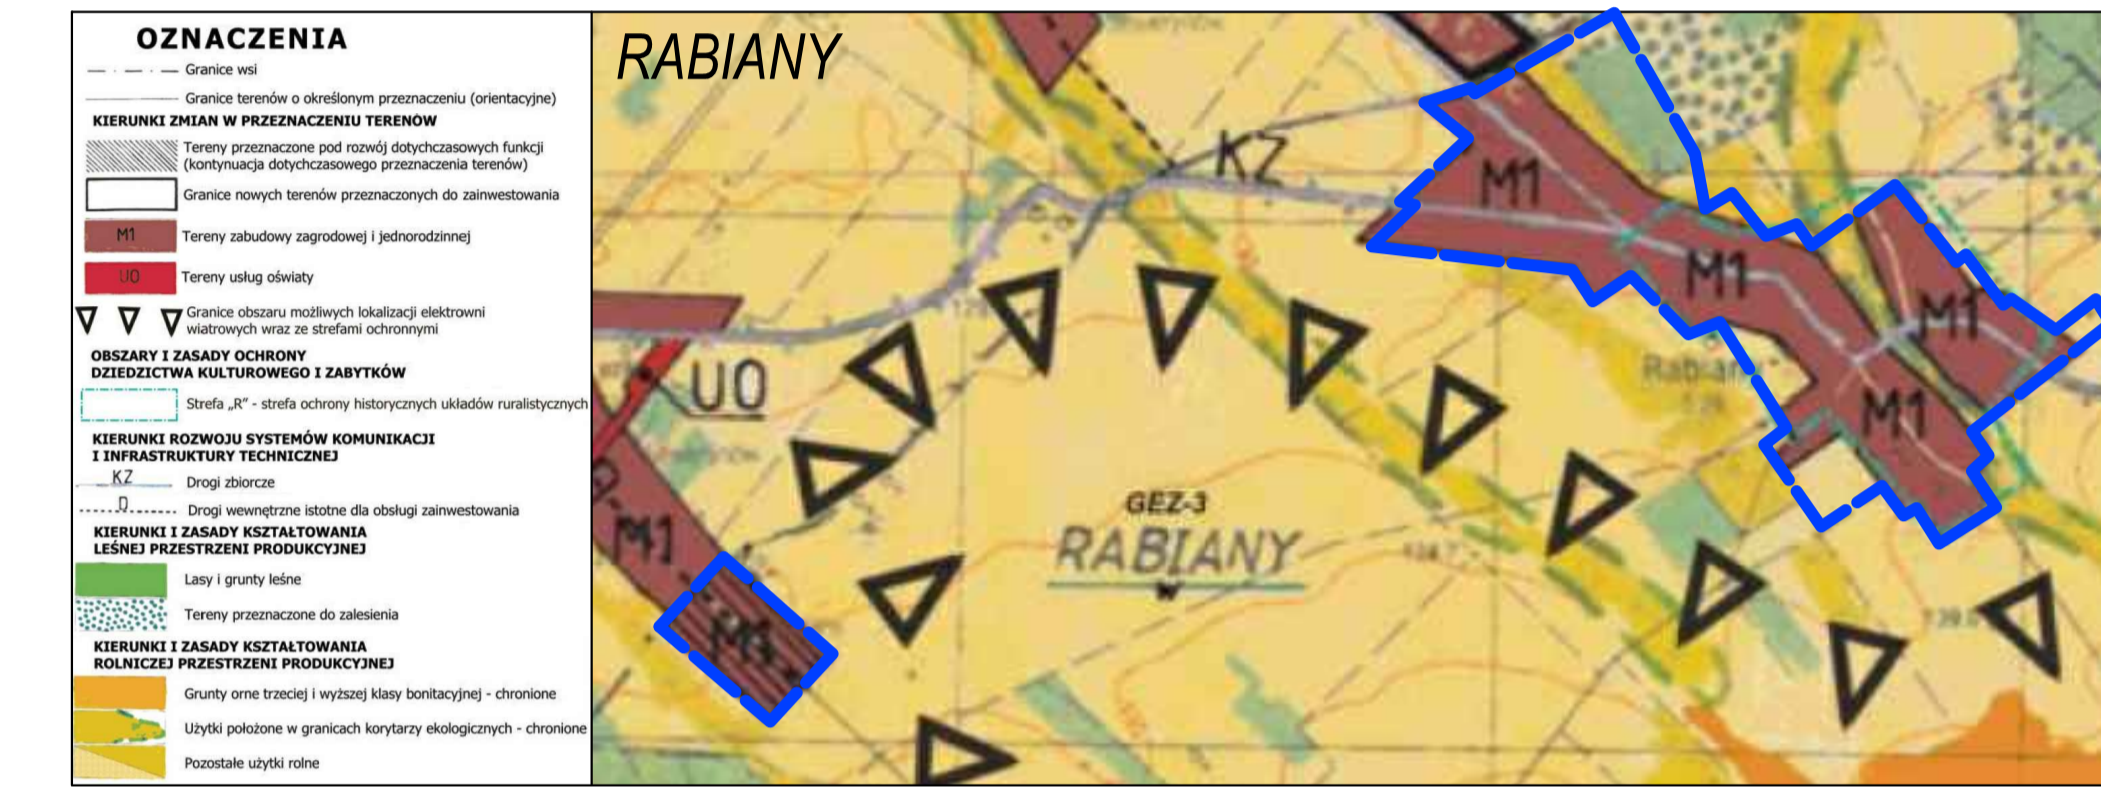 OZNACZENIA
Granice wsi
Granice terenów o określonym przeznaczeniu (orientacyjne)
KIERUNKI ZMIAN W PRZEZNACZENIU TERENÓW
Tereny przeznaczone pod rozwój dotychczasowych funkcji
(kontynuacja dotychczasowego przeznaczenia terenów)
Granice nowych terenów przeznaczonych do zainwestowania
M1 Tereny zabudowy zagrodowej i jednorodzinnej
UO Tereny usług oświaty
Granice obszaru możliwych lokalizacji elektrowni
wiatrowych wraz ze strefami ochronnymi
OBSZARY I ZASADY OCHRONY
DZIEDZICTWA KULTUROWEGO I ZABYTKÓW
Strefa „R" - strefa ochrony historycznych układów ruralistycznych
KIERUNKI ROZWOJU SYSTEMÓW KOMUNIKACJI
I INFRASTRUKTURY TECHNICZNEJ
KZ Drogi zbiorcze
D Drogi wewnętrzne istotne dla obsługi zainwestowania
KIERUNKI I ZASADY KSZTAŁTOWANIA
LEŚNEJ PRZESTRZENI PRODUKCYJNEJ
Lasy i grunty leśne
Tereny przeznaczone do zalesienia
KIERUNKI I ZASADY KSZTAŁTOWANIA
ROLNICZEJ PRZESTRZENI PRODUKCYJNEJ
Grunty orne trzeciej i wyższej klasy bonitacyjnej - chronione
Użytki położone w granicach korytarzy ekologicznych - chronione
Pozostałe użytki rolne
RABIANY
KZ
M1
M1
M1
Rabiany
UO
M1
GEZ-3
RABIANY
W
M1
D
M1